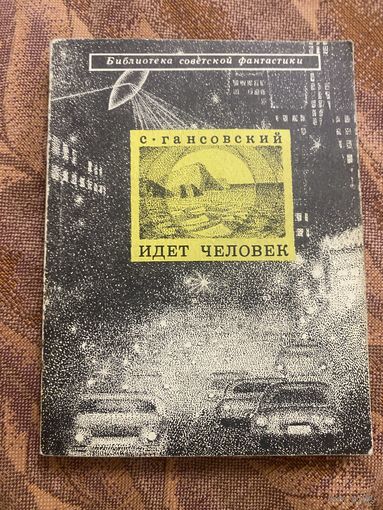 Библиотека советской фантастики
С·ГАНСОВСКИЙ
ИДЕТ ЧЕЛОВЕК